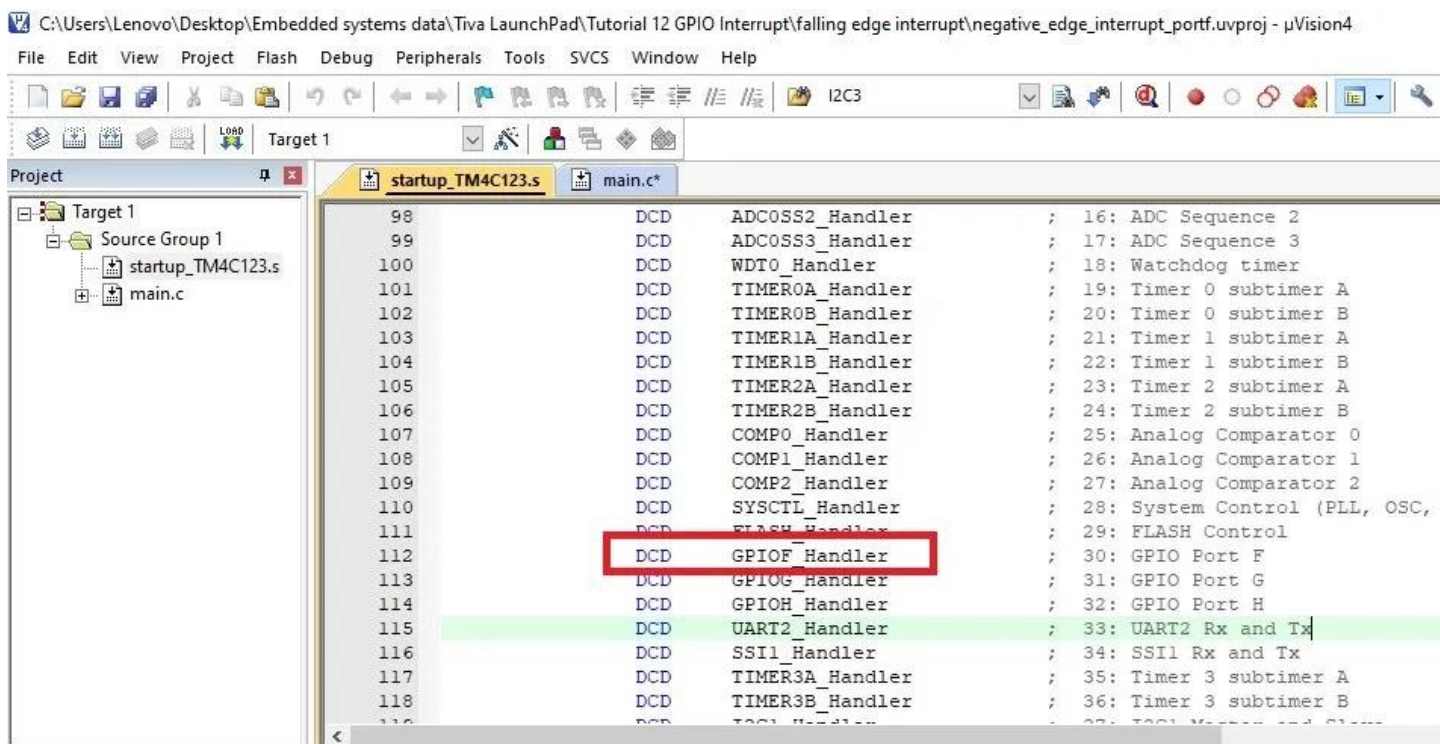 C:\Users\Lenovo\Desktop\Embedded systems data\Tiva LaunchPad\Tutorial 12 GPIO Interrupt\falling edge interrupt\negative_edge_interrupt_portf.uvproj - µVision4
File Edit View Project Flash Debug Peripherals Tools SVCS Window Help
I2C3
LOAD Target 1
Project startup_TM4C123.s main.c*
Target 1
Source Group 1
startup_TM4C123.s
main.c
98 DCD ADC0SS2_Handler ; 16: ADC Sequence 2
99 DCD ADC0SS3_Handler ; 17: ADC Sequence 3
100 DCD WDT0_Handler ; 18: Watchdog timer
101 DCD TIMER0A_Handler ; 19: Timer 0 subtimer A
102 DCD TIMER0B_Handler ; 20: Timer 0 subtimer B
103 DCD TIMER1A_Handler ; 21: Timer 1 subtimer A
104 DCD TIMER1B_Handler ; 22: Timer 1 subtimer B
105 DCD TIMER2A_Handler ; 23: Timer 2 subtimer A
106 DCD TIMER2B_Handler ; 24: Timer 2 subtimer B
107 DCD COMP0_Handler ; 25: Analog Comparator 0
108 DCD COMP1_Handler ; 26: Analog Comparator 1
109 DCD COMP2_Handler ; 27: Analog Comparator 2
110 DCD SYSCTL_Handler ; 28: System Control (PLL, OSC,
111 DCD FLASH_Handler ; 29: FLASH Control
112 DCD GPIOF_Handler ; 30: GPIO Port F
113 DCD GPIOG_Handler ; 31: GPIO Port G
114 DCD GPIOH_Handler ; 32: GPIO Port H
115 DCD UART2_Handler ; 33: UART2 Rx and Tx
116 DCD SSI1_Handler ; 34: SSI1 Rx and Tx
117 DCD TIMER3A_Handler ; 35: Timer 3 subtimer A
118 DCD TIMER3B_Handler ; 36: Timer 3 subtimer B